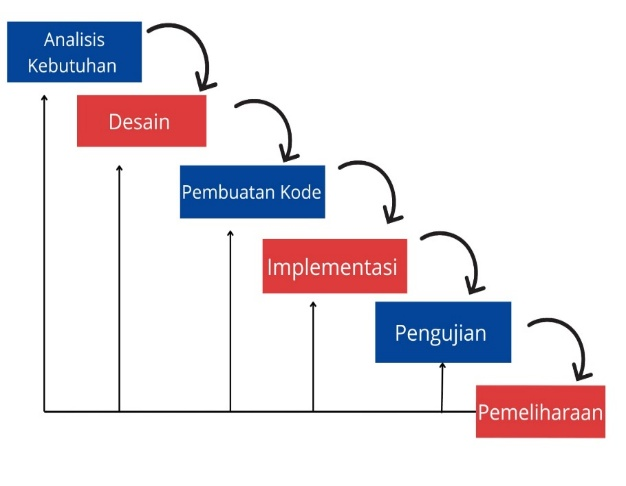 Analisis
Kebutuhan
Desain
Pembuatan Kode
Implementasi
Pengujian
Pemeliharaan